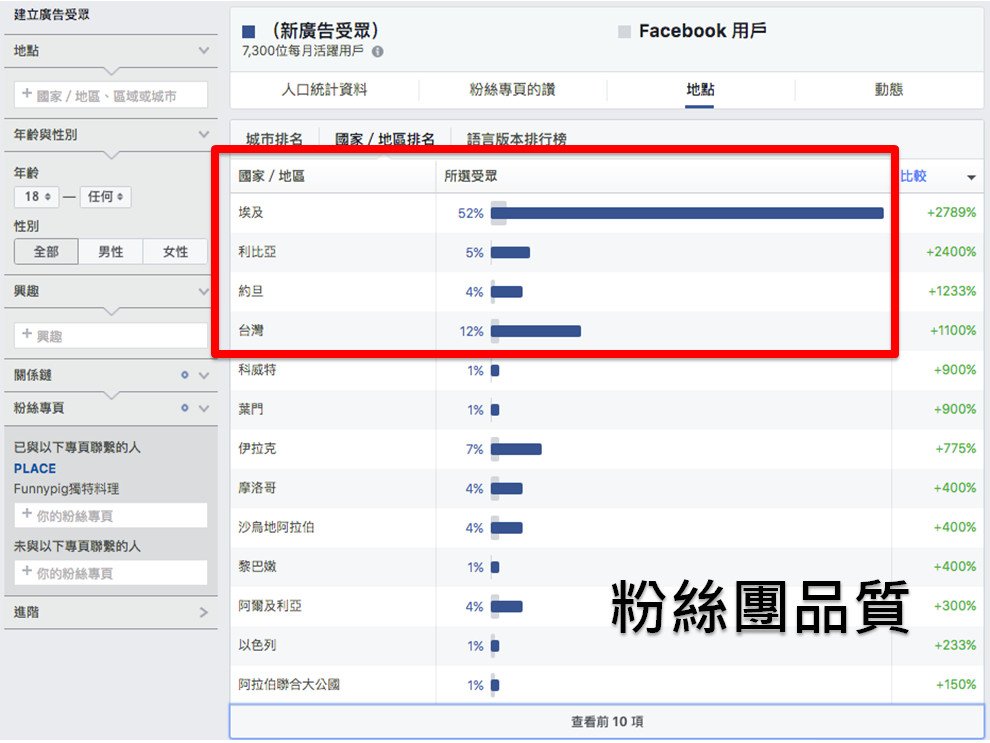 建立廣告受眾
地點
+ 國家 / 地區、區域或城市
年齡與性別
年齡
18 — 任何
性別
全部 男性 女性
興趣
+ 興趣
關係鏈
粉絲專頁
已與以下專頁聯繫的人
PLACE
Funnypig獨特料理
+ 你的粉絲專頁
未與以下專頁聯繫的人
+ 你的粉絲專頁
進階
(新廣告受眾)
7,300位每月活躍用戶
Facebook 用戶
人口統計資料 粉絲專頁的讚 地點 動態
城市排名 國家 / 地區排名 語言版本排行榜
國家 / 地區 所選受眾 比較
埃及 52% +2789%
利比亞 5% +2400%
約旦 4% +1233%
台灣 12% +1100%
科威特 1% +900%
葉門 1% +900%
伊拉克 7% +775%
摩洛哥 4% +400%
沙烏地阿拉伯 4% +400%
黎巴嫩 1% +400%
阿爾及利亞 4% +300%
以色列 1% +233%
阿拉伯聯合大公國 1% +150%
粉絲團品質
查看前 10 項